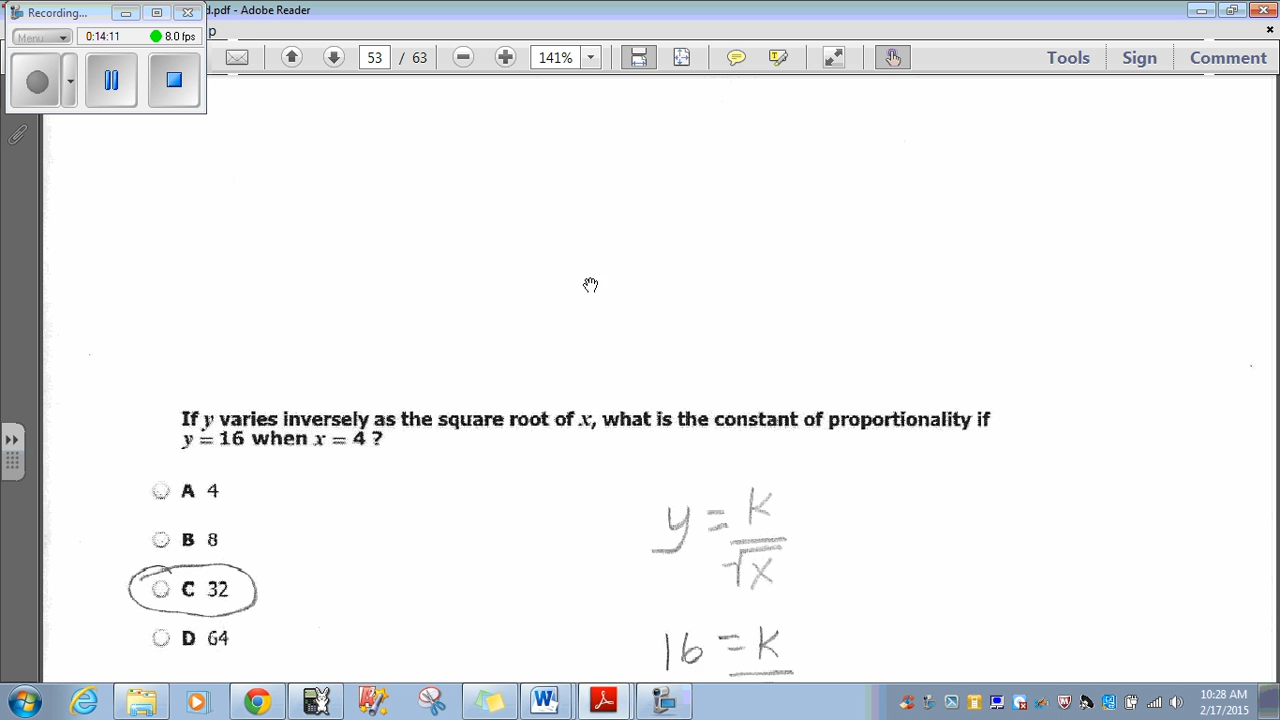 Recording...
d.pdf - Adobe Reader
Menu
0:14:11
8.0 fps
p
53 / 63
141%
Tools
Sign
Comment
If y varies inversely as the square root of x, what is the constant of proportionality if
y = 16 when x = 4 ?
A 4
B 8
C 32
D 64
y = k
√x
16 = k
10:28 AM
2/17/2015